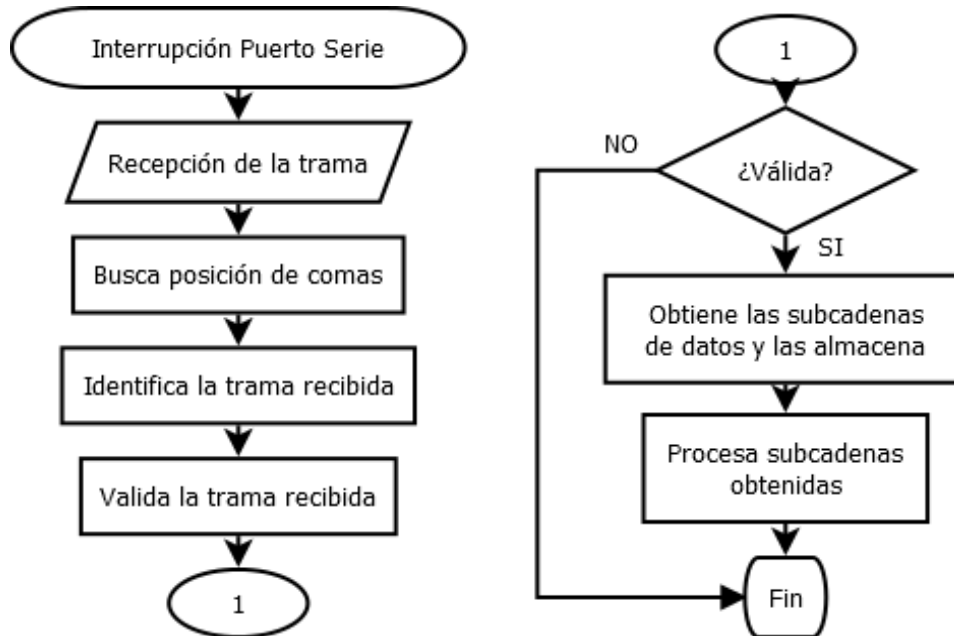 Interrupción Puerto Serie
Recepción de la trama
Busca posición de comas
Identifica la trama recibida
Valida la trama recibida
1
1
¿Válida?
NO
SI
Obtiene las subcadenas
de datos y las almacena
Procesa subcadenas
obtenidas
Fin